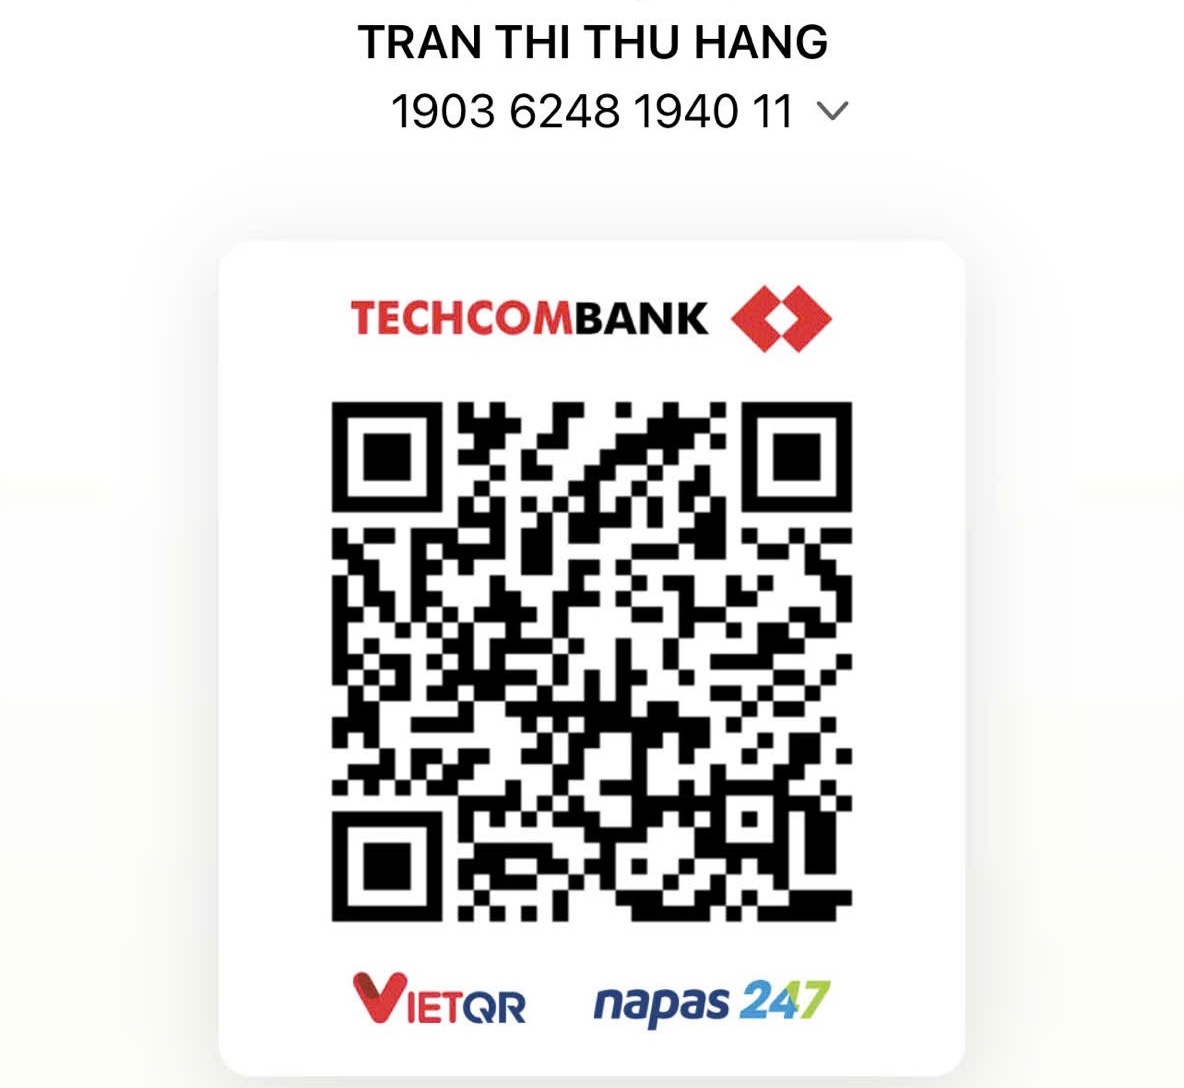 TRAN THI THU HANG
1903 6248 1940 11
TECHCOMBANK
VIETQR napas 247